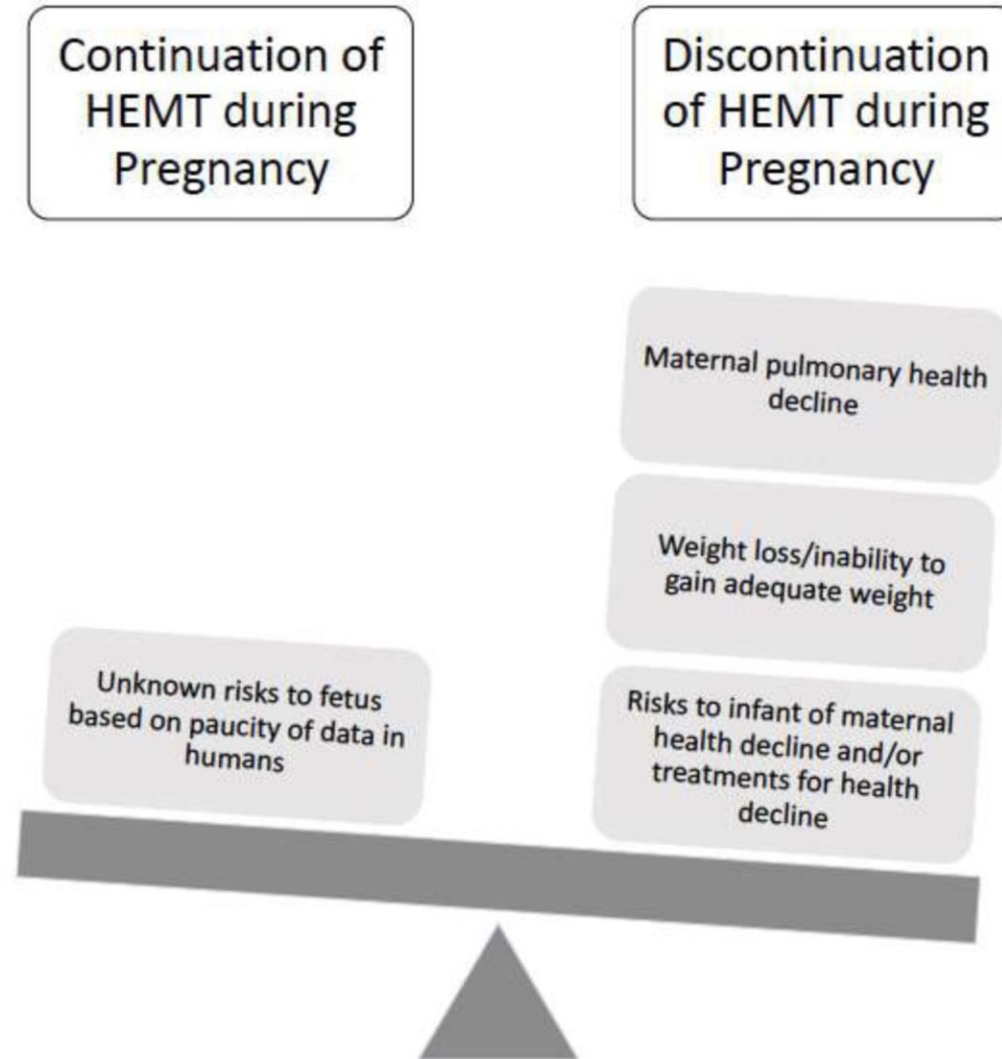 Continuation of
HEMT during
Pregnancy
Discontinuation
of HEMT during
Pregnancy
Maternal pulmonary health
decline
Weight loss/inability to
gain adequate weight
Unknown risks to fetus
based on paucity of data in
humans
Risks to infant of maternal
health decline and/or
treatments for health
decline